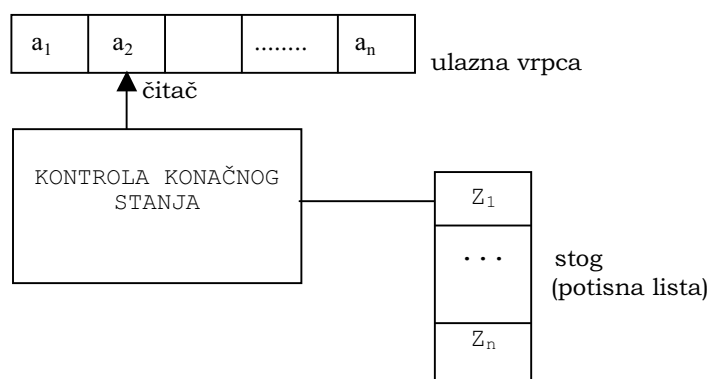 a₁ a₂ ........ aₙ
ulazna vrpca
čitač
KONTROLA KONAČNOG
STANJA
Z₁
...
stog
(potisna lista)
Zₙ